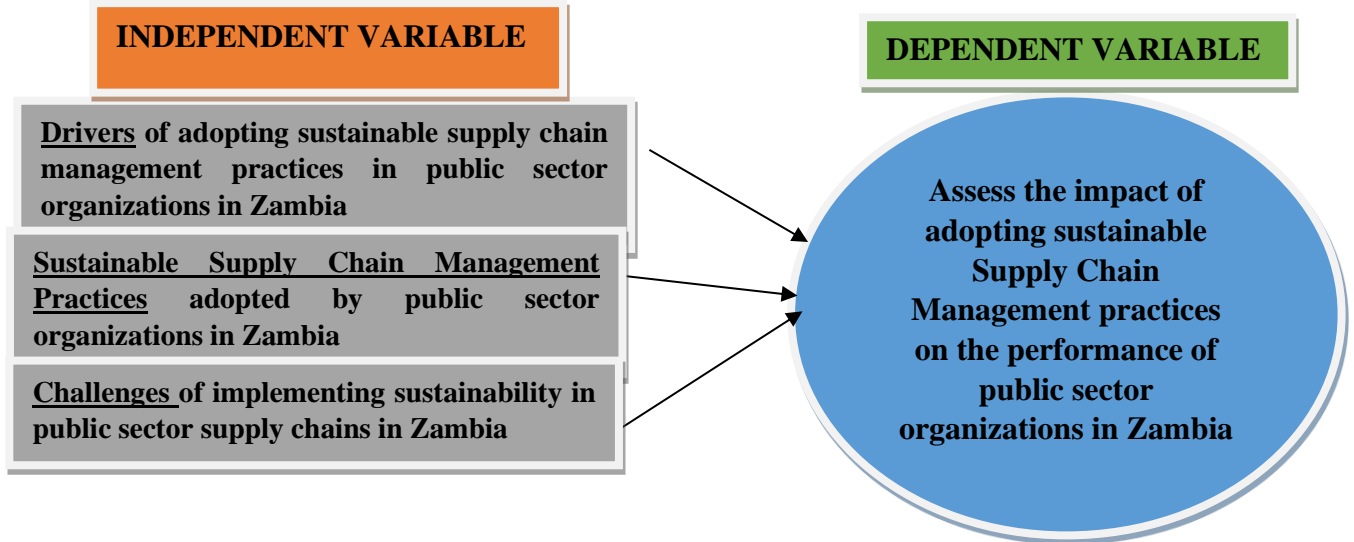 INDEPENDENT VARIABLE
DEPENDENT VARIABLE
Drivers of adopting sustainable supply chain
management practices in public sector
organizations in Zambia
Sustainable Supply Chain Management
Practices adopted by public sector
organizations in Zambia
Challenges of implementing sustainability in
public sector supply chains in Zambia
Assess the impact of
adopting sustainable
Supply Chain
Management practices
on the performance of
public sector
organizations in Zambia